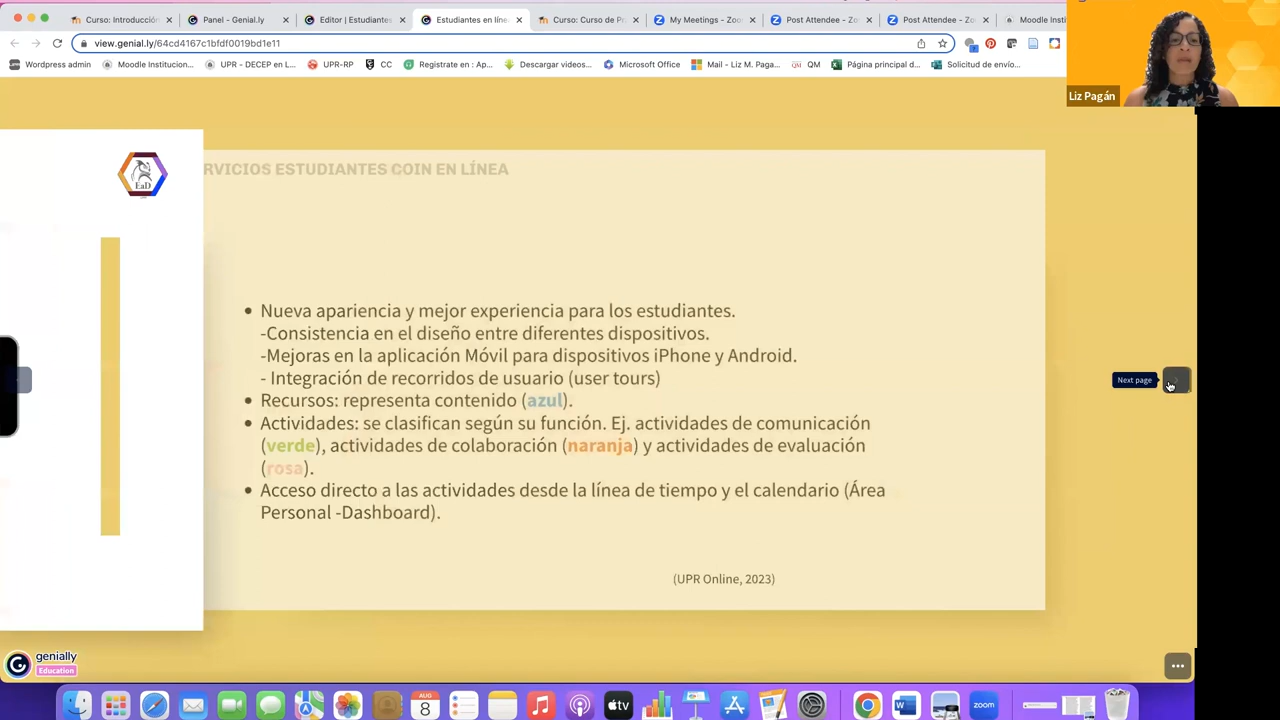 Curso: Introducción
Panel - Genial.ly
Editor | Estudiantes
Estudiantes en líne
Curso: Curso de Pr
My Meetings - Zoo
Post Attendee - Zo
Post Attendee - Zo
Moodle Insti
view.genial.ly/64cd4167c1bfdf0019bd1e11
Wordpress admin
Moodle Institucion...
UPR - DECEP en L...
UPR-RP
CC
Registrate en : Ap...
Descargar videos...
Microsoft Office
Mail - Liz M. Paga...
QM
Página principal d...
Solicitud de envío...
Liz Pagán
EaD
RVICIOS ESTUDIANTES COIN EN LÍNEA
• Nueva apariencia y mejor experiencia para los estudiantes.
-Consistencia en el diseño entre diferentes dispositivos.
-Mejoras en la aplicación Móvil para dispositivos iPhone y Android.
- Integración de recorridos de usuario (user tours)
• Recursos: representa contenido (azul).
• Actividades: se clasifican según su función. Ej. actividades de comunicación
(verde), actividades de colaboración (naranja) y actividades de evaluación
(rosa).
• Acceso directo a las actividades desde la línea de tiempo y el calendario (Área
Personal -Dashboard).
(UPR Online, 2023)
Next page
genially
Education
AUG
8
tv
zoom